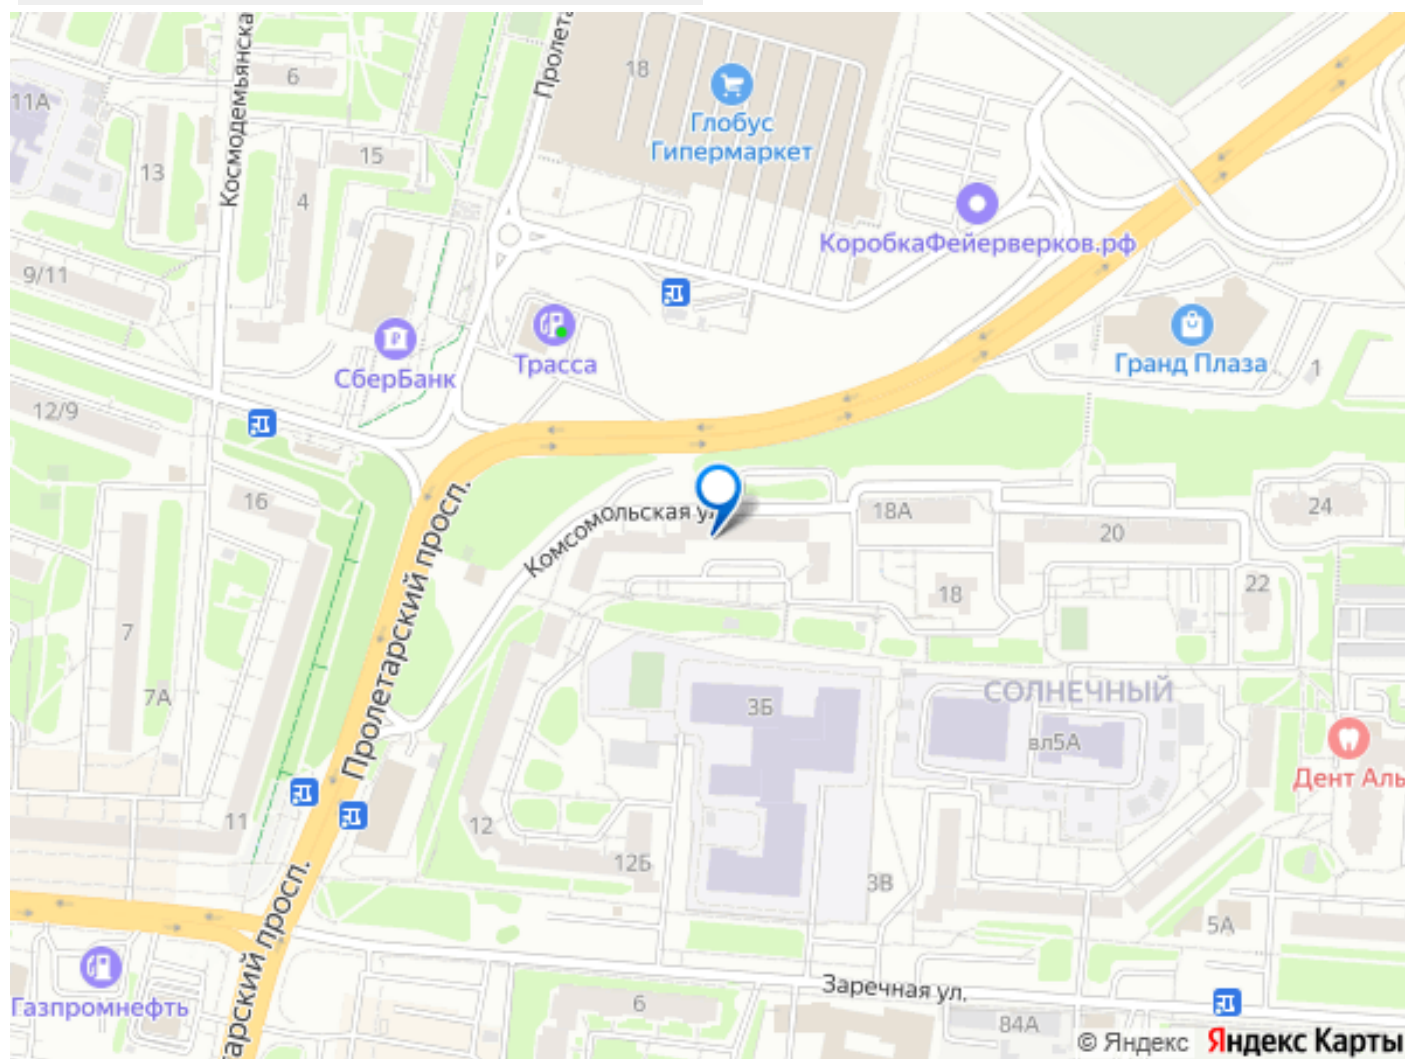 Космодемьянска
Пролета
6
18
11А
Глобус
Гипермаркет
15
13
4
КоробкаФейерверков.рф
9/11
СберБанк
Трасса
Гранд Плаза
1
12/9
16
Комсомольская ул
18А
20
24
Пролетарский просп.
18
22
7
7А
3Б
СОЛНЕЧНЫЙ
вл5А
Дент Аль
11
12
12Б
3В
5А
арский просп.
Газпромнефть
Заречная ул.
6
84А
© Яндекс Яндекс Карты